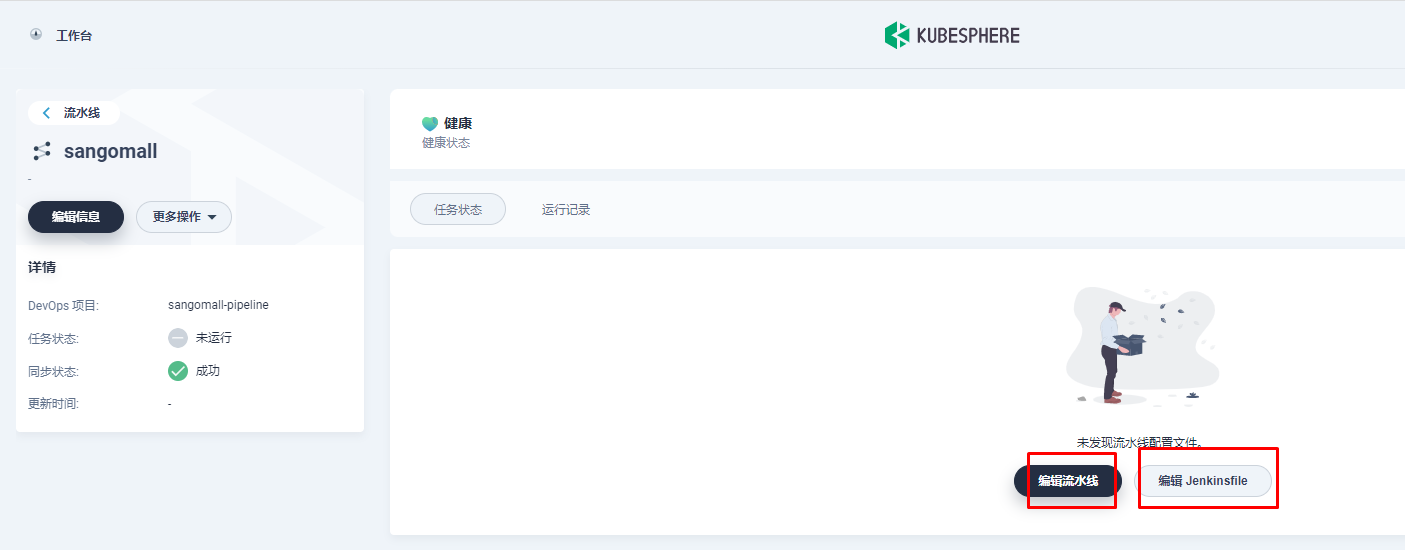 工作台
KUBESPHERE
流水线
sangomall
-
编辑信息
更多操作
详情
DevOps 项目:
sangomall-pipeline
任务状态:
未运行
同步状态:
成功
更新时间:
-
健康
健康状态
任务状态
运行记录
未发现流水线配置文件。
编辑流水线
编辑 Jenkinsfile